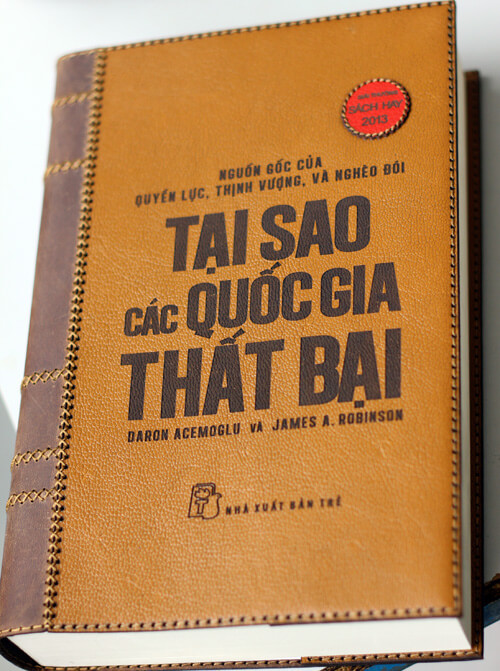 GIẢI THƯỞNG
SÁCH HAY
2013
NGUỒN GỐC CỦA
QUYỀN LỰC, THỊNH VƯỢNG, VÀ NGHÈO ĐÓI
TẠI SAO
CÁC QUỐC GIA
THẤT BẠI
DARON ACEMOGLU VÀ JAMES A. ROBINSON
NHÀ XUẤT BẢN TRẺ